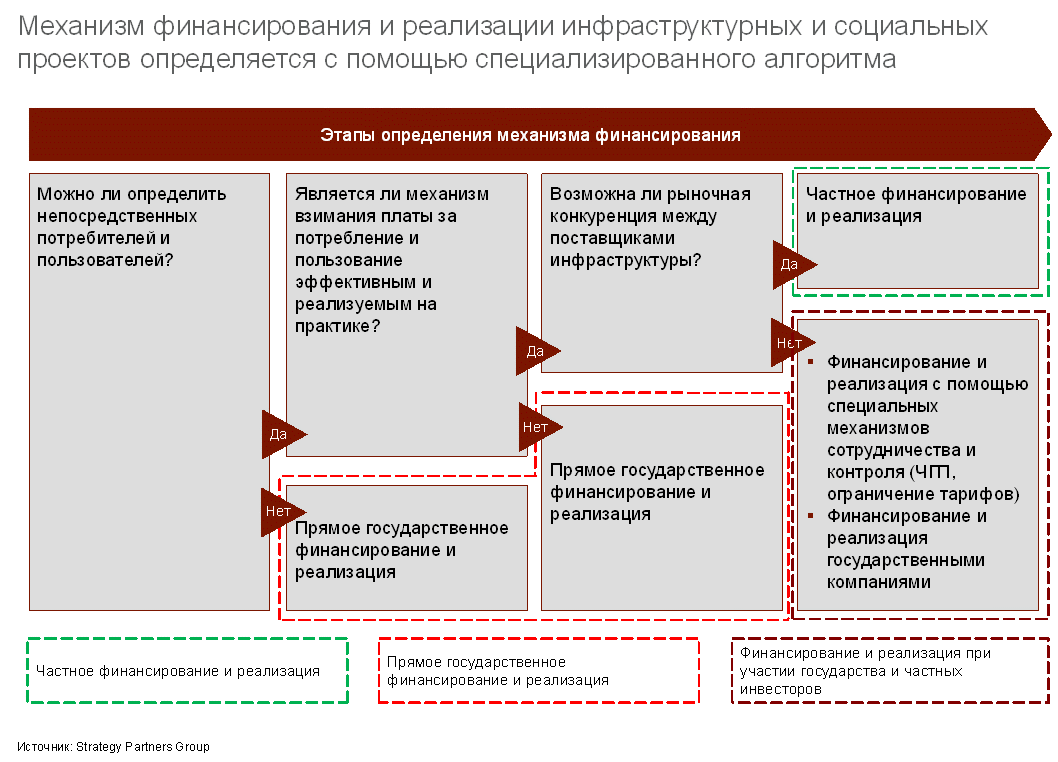 Механизм финансирования и реализации инфраструктурных и социальных
проектов определяется с помощью специализированного алгоритма
Этапы определения механизма финансирования
Можно ли определить
непосредственных
потребителей и
пользователей?
Да
Нет
Является ли механизм
взимания платы за
потребление и
пользование
эффективным и
реализуемым на
практике?
Да
Нет
Прямое государственное
финансирование и
реализация
Возможна ли рыночная
конкуренция между
поставщиками
инфраструктуры?
Да
Нет
Прямое государственное
финансирование и
реализация
Частное финансирование
и реализация
▪ Финансирование и
реализация с помощью
специальных
механизмов
сотрудничества и
контроля (ЧГП,
ограничение тарифов)
▪ Финансирование и
реализация
государственными
компаниями
Частное финансирование и реализация
Прямое государственное
финансирование и реализация
Финансирование и реализация при
участии государства и частных
инвесторов
Источник: Strategy Partners Group